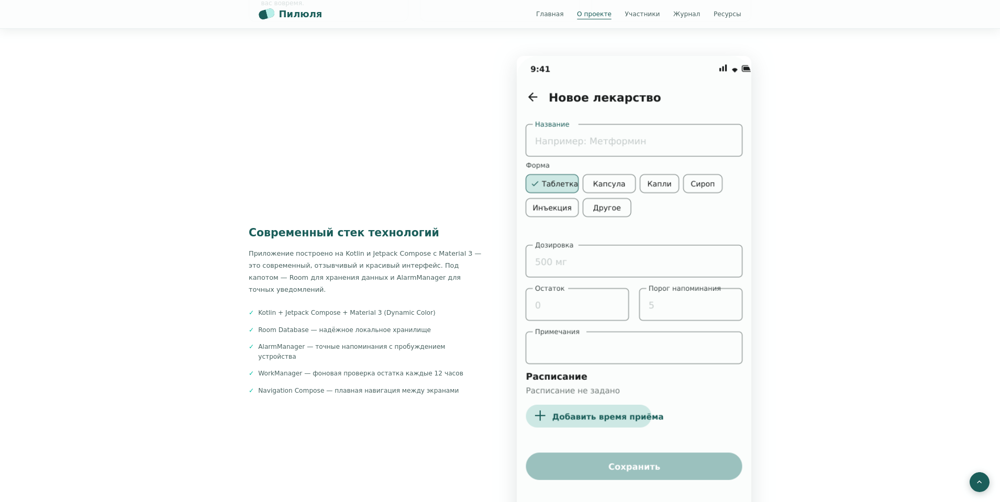 вас вовремя.
Пилюля
Главная
О проекте
Участники
Журнал
Ресурсы
Современный стек технологий
Приложение построено на Kotlin и Jetpack Compose с Material 3 —
это современный, отзывчивый и красивый интерфейс. Под
капотом — Room для хранения данных и AlarmManager для
точных уведомлений.
✓ Kotlin + Jetpack Compose + Material 3 (Dynamic Color)
✓ Room Database — надёжное локальное хранилище
✓ AlarmManager — точные напоминания с пробуждением
устройства
✓ WorkManager — фоновая проверка остатка каждые 12 часов
✓ Navigation Compose — плавная навигация между экранами
9:41
Новое лекарство
Название
Например: Метформин
Форма
Таблетка
Капсула
Капли
Сироп
Инъекция
Другое
Дозировка
500 мг
Остаток
Порог напоминания
0
5
Примечания
Расписание
Расписание не задано
Добавить время приёма
Сохранить